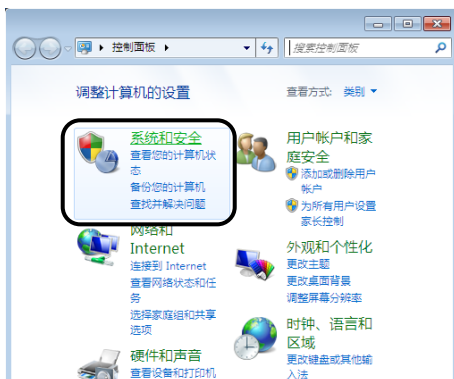 控制面板
搜索控制面板
调整计算机的设置
查看方式: 类别
系统和安全
查看您的计算机状
态
备份您的计算机
查找并解决问题
网络和
Internet
连接到 Internet
查看网络状态和任
务
选择家庭组和共享
选项
硬件和声音
查看设备和打印机
用户帐户和家
庭安全
添加或删除用户
帐户
为所有用户设置
家长控制
外观和个性化
更改主题
更改桌面背景
调整屏幕分辨率
时钟、语言和
区域
更改键盘或其他输
入法